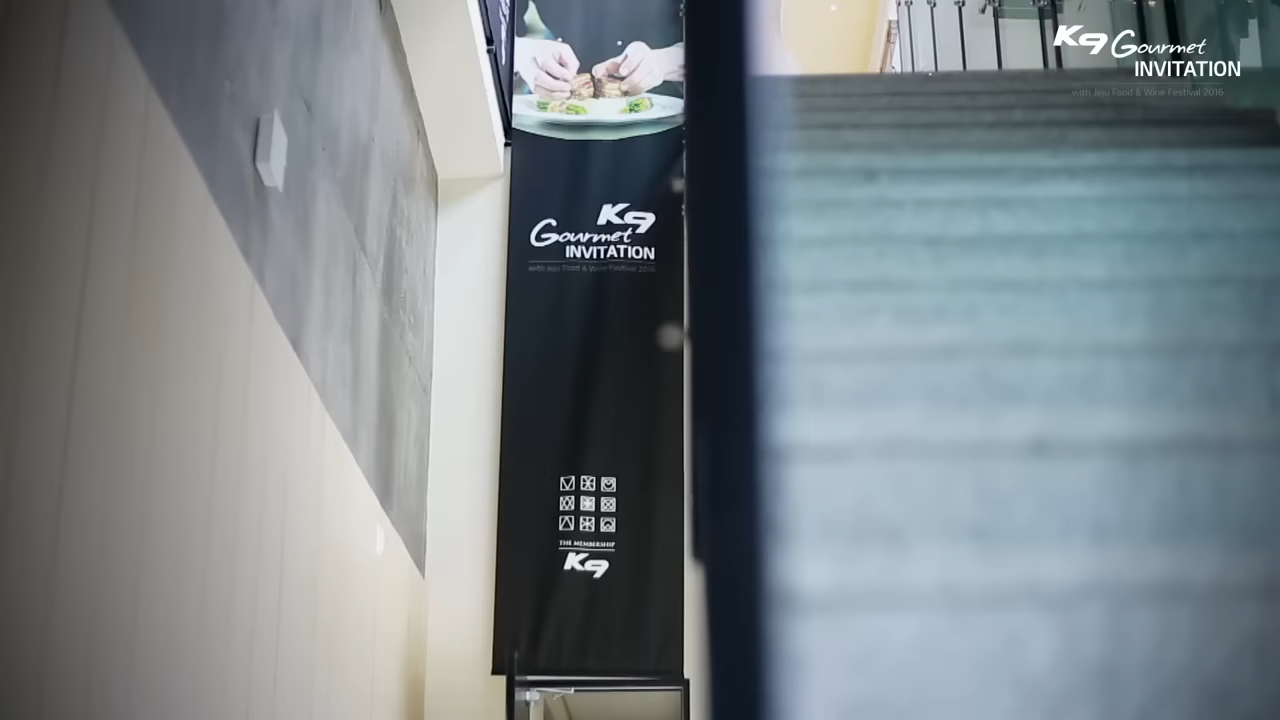 K9 Gourmet
INVITATION
with Jeju Food & Wine Festival 2016
K9
Gourmet
INVITATION
with Jeju Food & Wine Festival 2016
THE MEMBERSHIP
K9